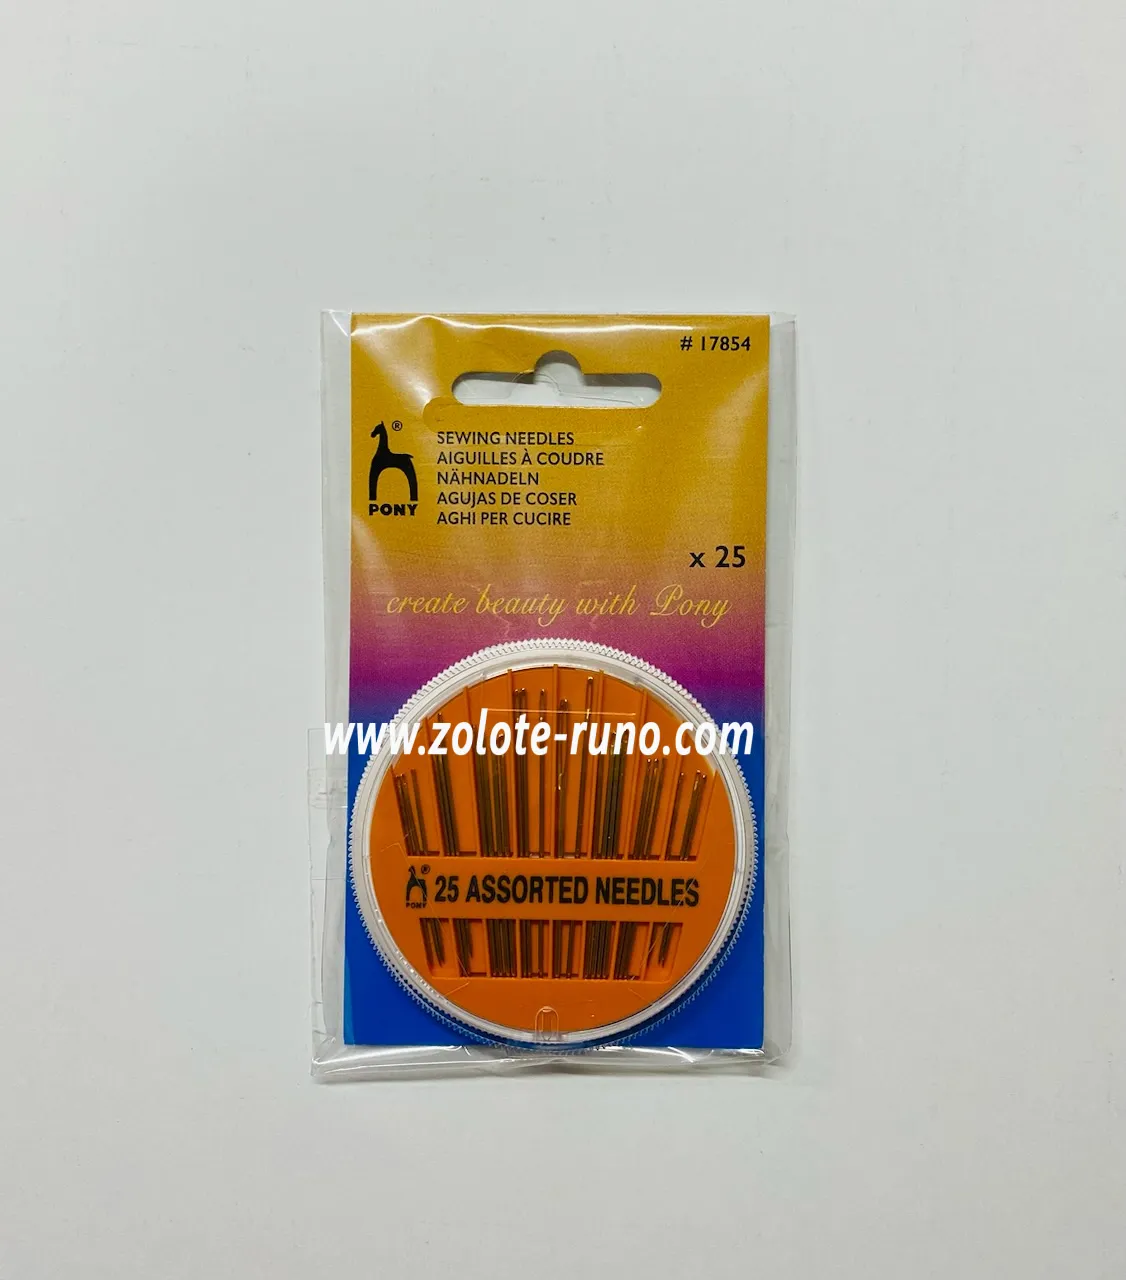 # 17854
®
PONY
SEWING NEEDLES
AIGUILLES À COUDRE
NÄHNADELN
AGUJAS DE COSER
AGHI PER CUCIRE
x 25
create beauty with Pony
www.zolote-runo.com
®
PONY
25 ASSORTED NEEDLES